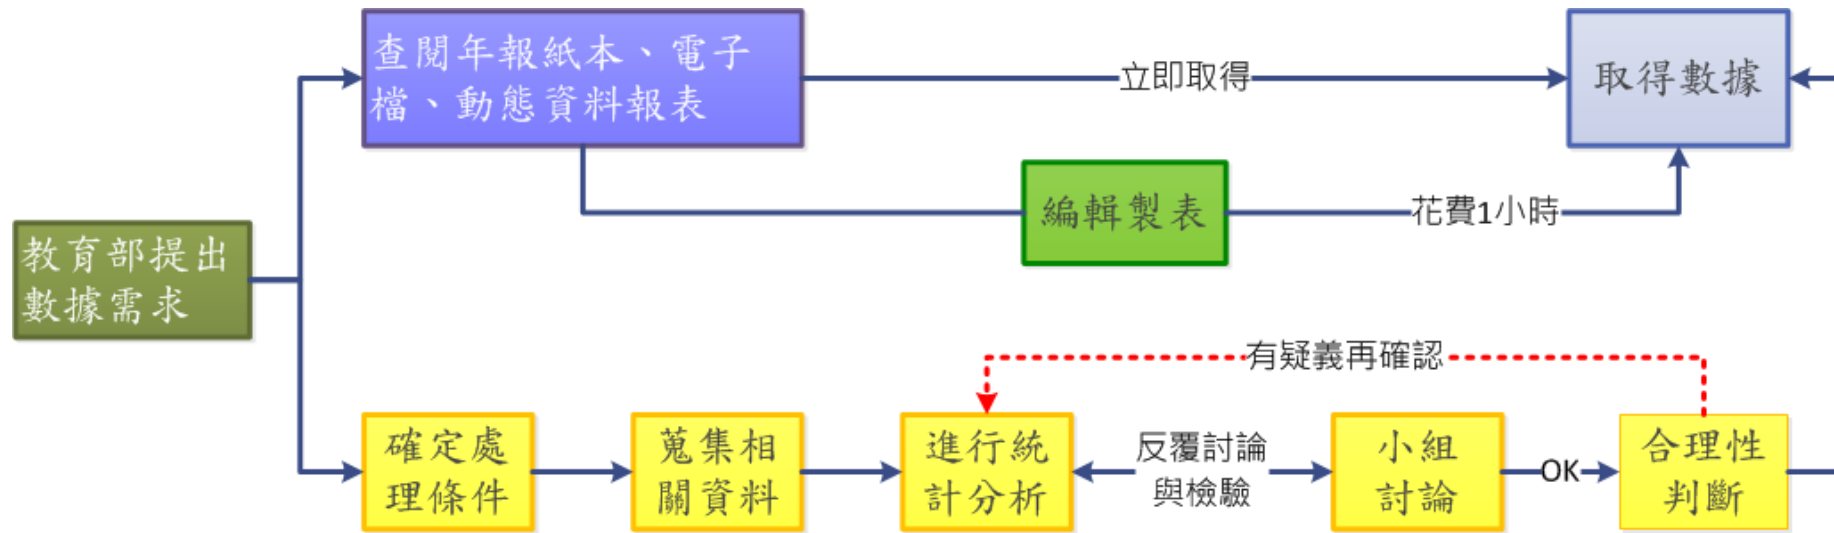 查閱年報紙本、電子
檔、動態資料報表
立即取得
取得數據
編輯製表
花費1小時
教育部提出
數據需求
有疑義再確認
確定處
理條件
蒐集相
關資料
進行統
計分析
反覆討論
與檢驗
小組
討論
OK
合理性
判斷